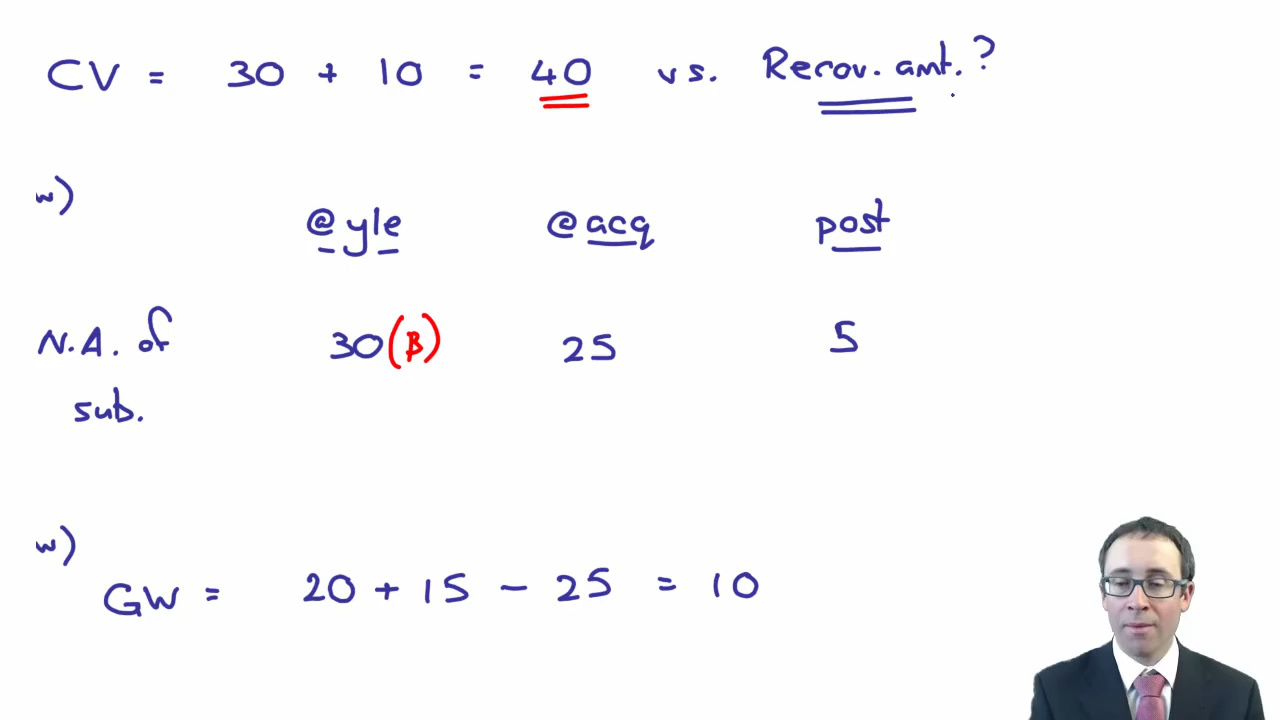 CV = 30 + 10 = 40 vs. Recov. amt.?
w)
@ yle @ acq post
N.A. of 30 (B) 25 5
sub.
w)
GW = 20 + 15 - 25 = 10